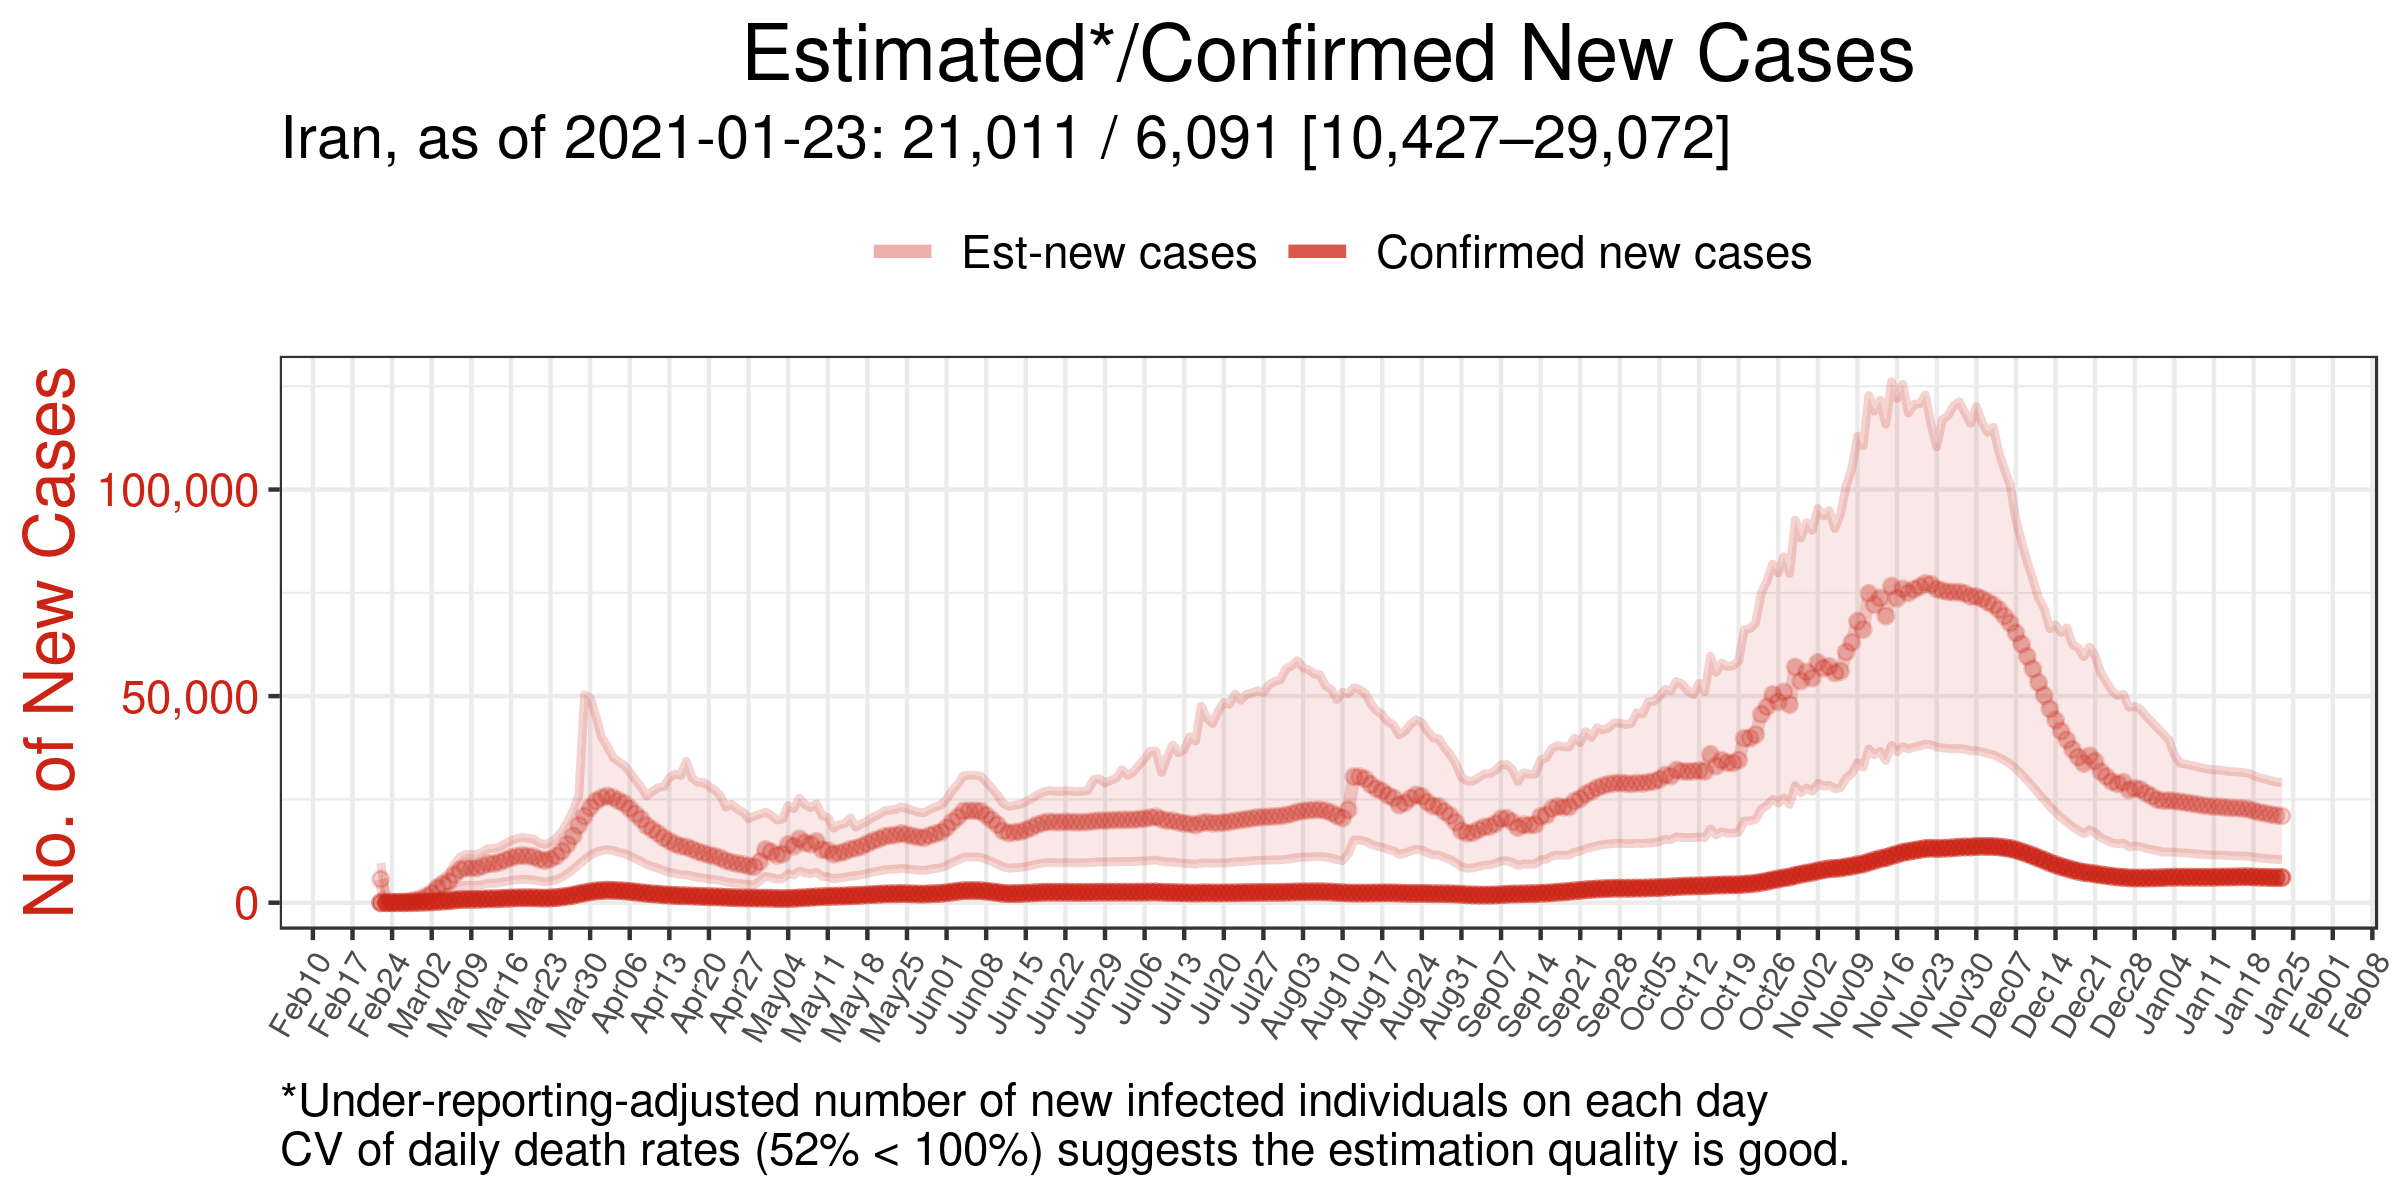 Estimated*/Confirmed New Cases
Iran, as of 2021-01-23: 21,011 / 6,091 [10,427–29,072]
Est-new cases
Confirmed new cases
No. of New Cases
100,000
50,000
0
Feb10
Feb17
Feb24
Mar02
Mar09
Mar16
Mar23
Mar30
Apr06
Apr13
Apr20
Apr27
May04
May11
May18
May25
Jun01
Jun08
Jun15
Jun22
Jun29
Jul06
Jul13
Jul20
Jul27
Aug03
Aug10
Aug17
Aug24
Aug31
Sep07
Sep14
Sep21
Sep28
Oct05
Oct12
Oct19
Oct26
Nov02
Nov09
Nov16
Nov23
Nov30
Dec07
Dec14
Dec21
Dec28
Jan04
Jan11
Jan18
Jan25
Feb01
Feb08
*Under-reporting-adjusted number of new infected individuals on each day
CV of daily death rates (52% < 100%) suggests the estimation quality is good.